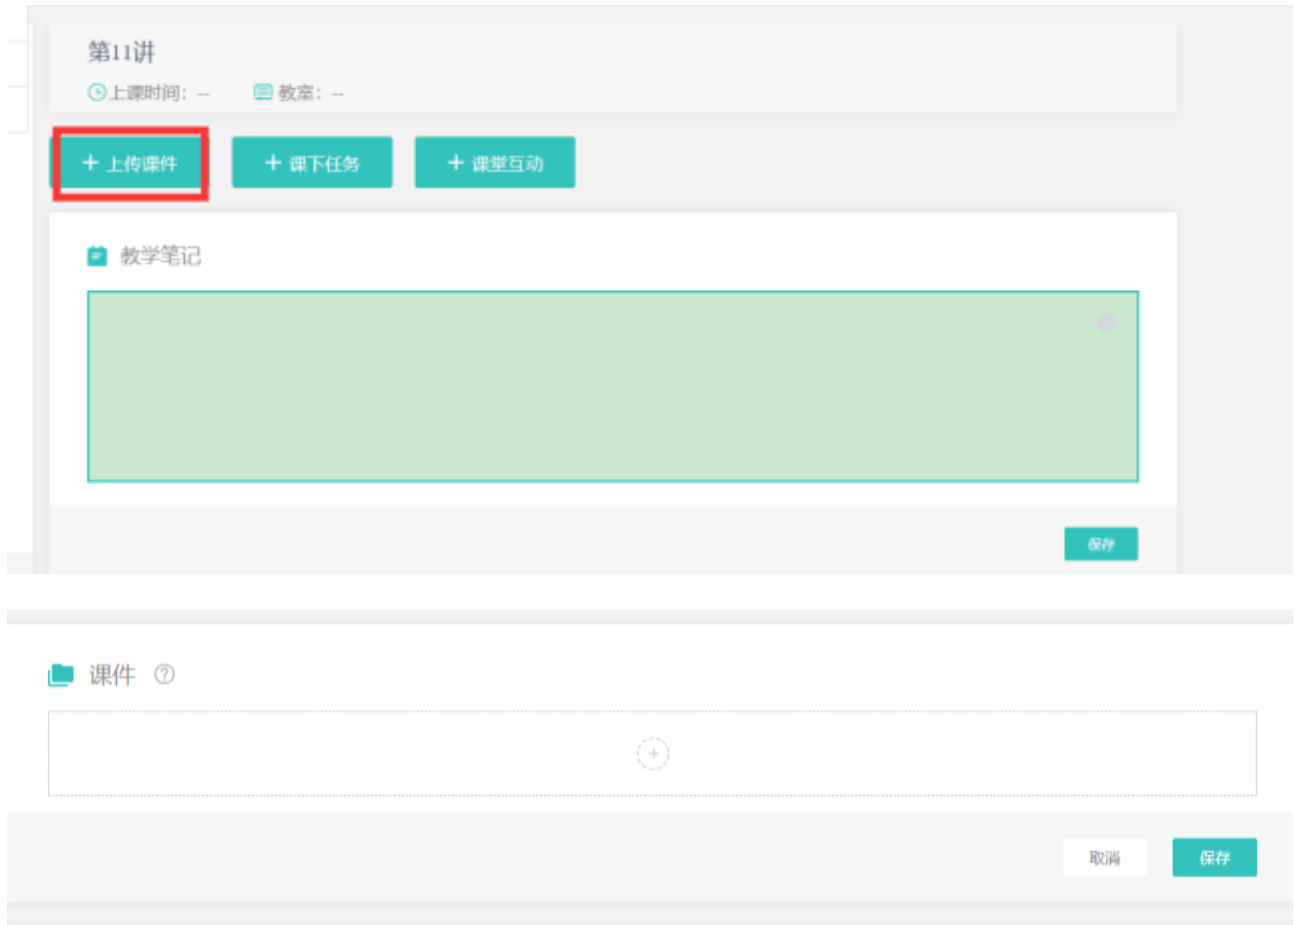 第11讲
上课时间：-- 教室：--
+ 上传课件 + 课下任务 + 课堂互动
教学笔记
保存
课件 ?
+
取消 保存